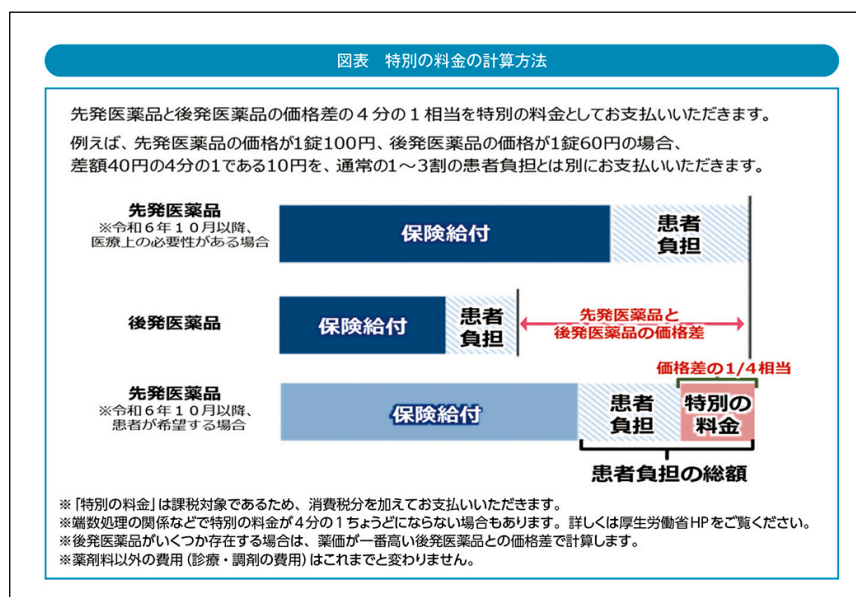 図表　特別の料金の計算方法
先発医薬品と後発医薬品の価格差の４分の１相当を特別の料金としてお支払いいただきます。
例えば、先発医薬品の価格が1錠100円、後発医薬品の価格が1錠60円の場合、
差額40円の4分の1である10円を、通常の1～3割の患者負担とは別にお支払いいただきます。
先発医薬品
※令和６年１０月以降、
医療上の必要性がある場合
保険給付
患者
負担
後発医薬品
保険給付
患者
負担
先発医薬品と
後発医薬品の価格差
価格差の1/4相当
先発医薬品
※令和６年１０月以降、
患者が希望する場合
保険給付
患者
負担
特別の
料金
患者負担の総額
※「特別の料金」は課税対象であるため、消費税分を加えてお支払いいただきます。
※端数処理の関係などで特別の料金が４分の１ちょうどにならない場合もあります。詳しくは厚生労働省HPをご覧ください。
※後発医薬品がいくつか存在する場合は、薬価が一番高い後発医薬品との価格差で計算します。
※薬剤料以外の費用（診療・調剤の費用）はこれまでと変わりません。